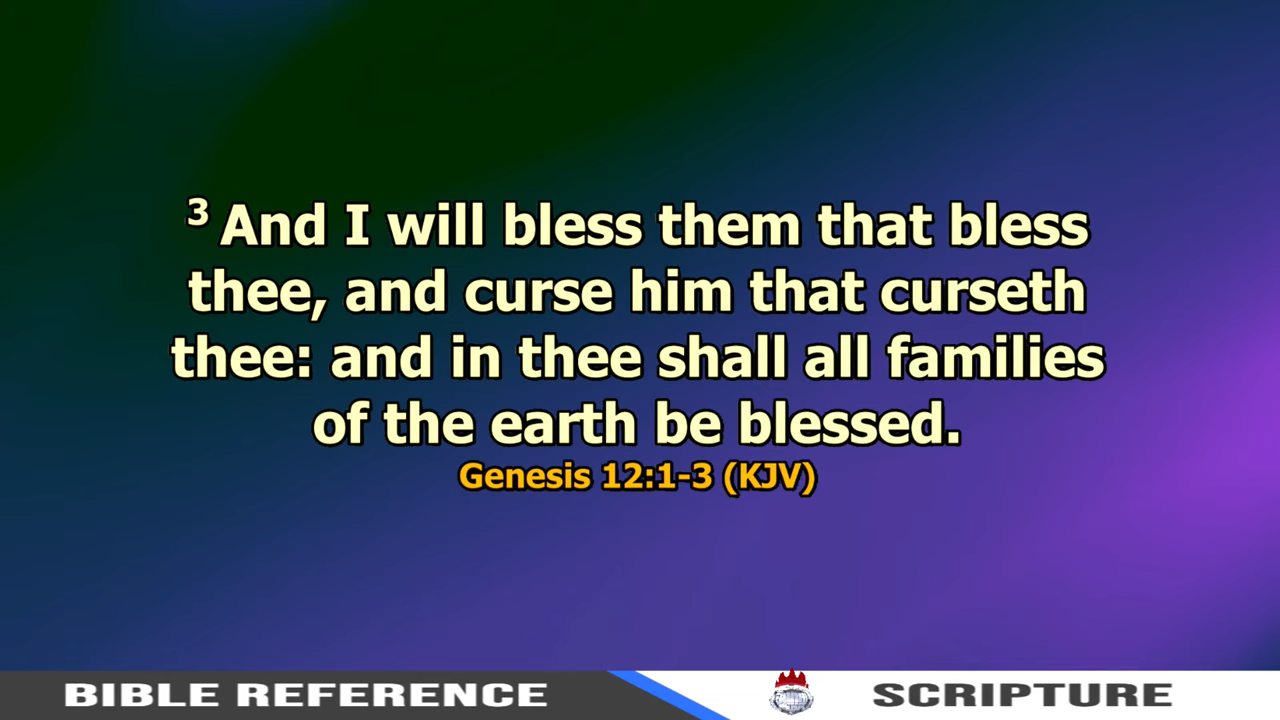 3 And I will bless them that bless
thee, and curse him that curseth
thee: and in thee shall all families
of the earth be blessed.
Genesis 12:1-3 (KJV)
BIBLE REFERENCE
SCRIPTURE